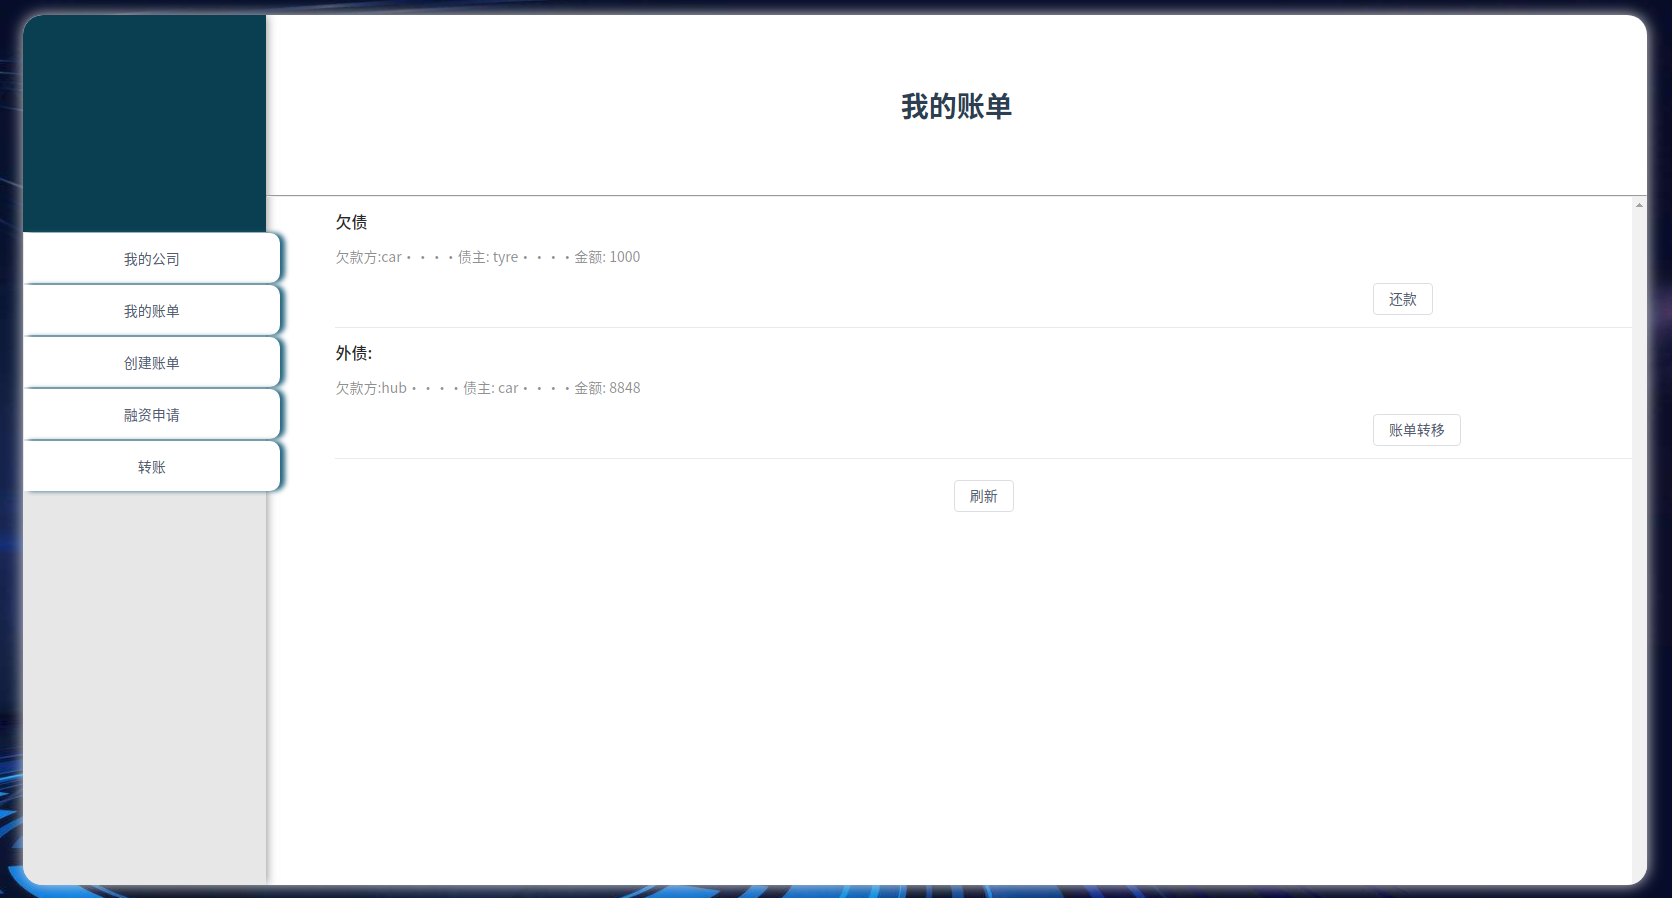 我的账单
我的公司
我的账单
创建账单
融资申请
转账
欠债
欠款方:car・・・・债主: tyre・・・・金额: 1000
还款
外债:
欠款方:hub・・・・债主: car・・・・金额: 8848
账单转移
刷新